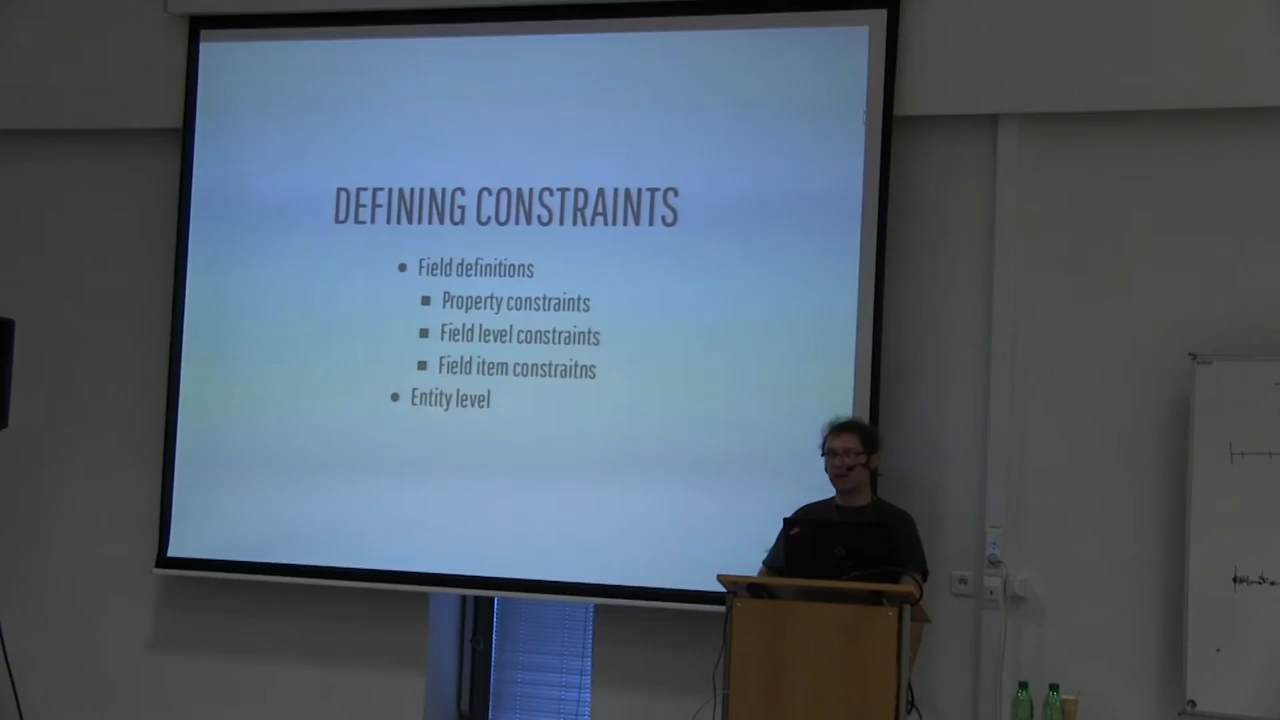 DEFINING CONSTRAINTS
Field definitions
Property constraints
Field level constraints
Field item constraitns
Entity level